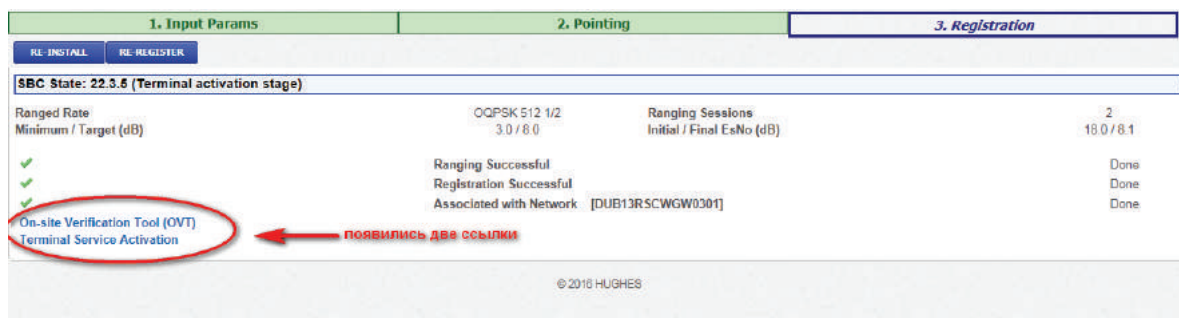 1. Input Params 2. Pointing 3. Registration
RE-INSTALL RE-REGISTER
SBC State: 22.3.5 (Terminal activation stage)
Ranged Rate OQPSK 512 1/2 Ranging Sessions 2
Minimum / Target (dB) 3.0 / 8.0 Initial / Final EsNo (dB) 18.0 / 8.1
Ranging Successful Done
Registration Successful Done
Associated with Network [DUB13RSCWGW0301] Done
On-site Verification Tool (OVT)
Terminal Service Activation
появились две ссылки
© 2016 HUGHES